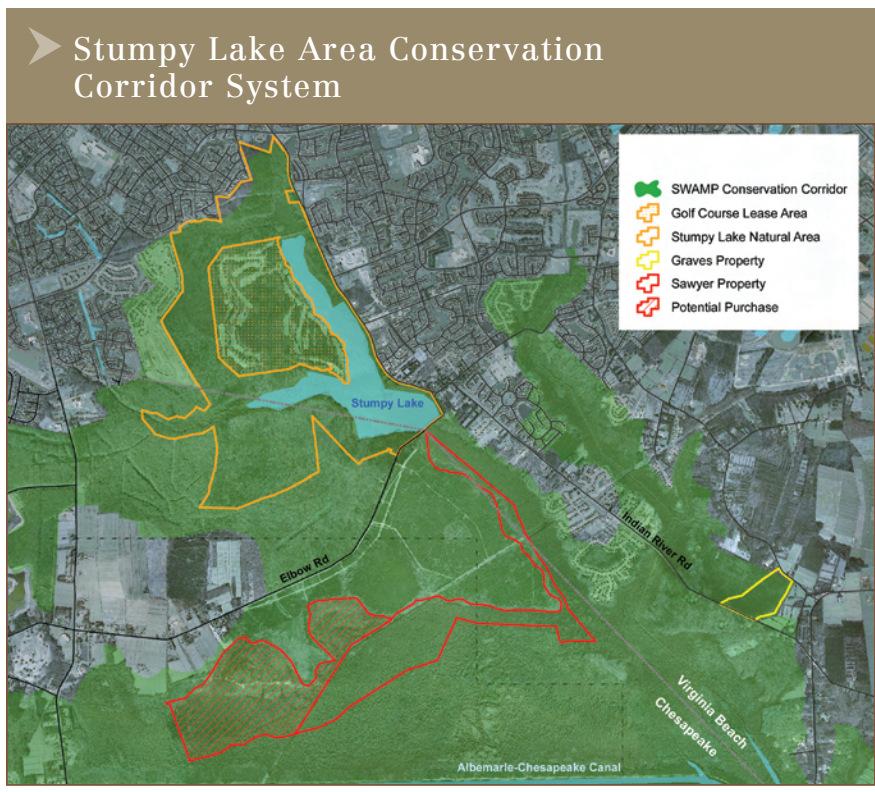 Stumpy Lake Area Conservation
Corridor System
SWAMP Conservation Corridor
Golf Course Lease Area
Stumpy Lake Natural Area
Graves Property
Sawyer Property
Potential Purchase
Stumpy Lake
Indian River Rd
Elbow Rd
Virginia Beach
Chesapeake
Albemarle-Chesapeake Canal